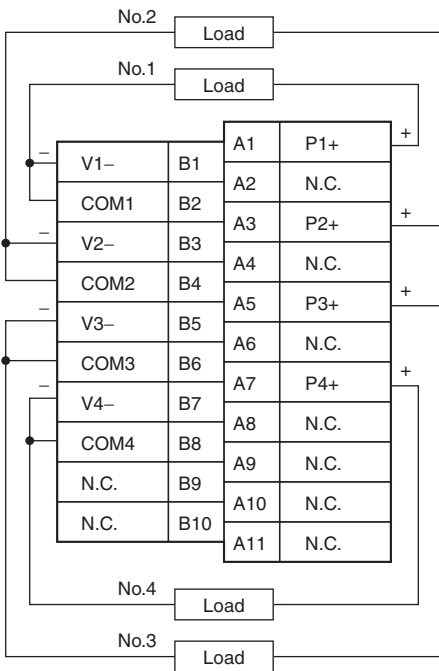 No.2
Load
No.1
Load
+
A1 P1+
–
V1– B1
A2 N.C.
COM1 B2
+
A3 P2+
–
V2– B3
A4 N.C.
COM2 B4
+
A5 P3+
–
V3– B5
A6 N.C.
COM3 B6
+
A7 P4+
–
V4– B7
A8 N.C.
COM4 B8
A9 N.C.
N.C. B9
A10 N.C.
N.C. B10
A11 N.C.
No.4
Load
No.3
Load